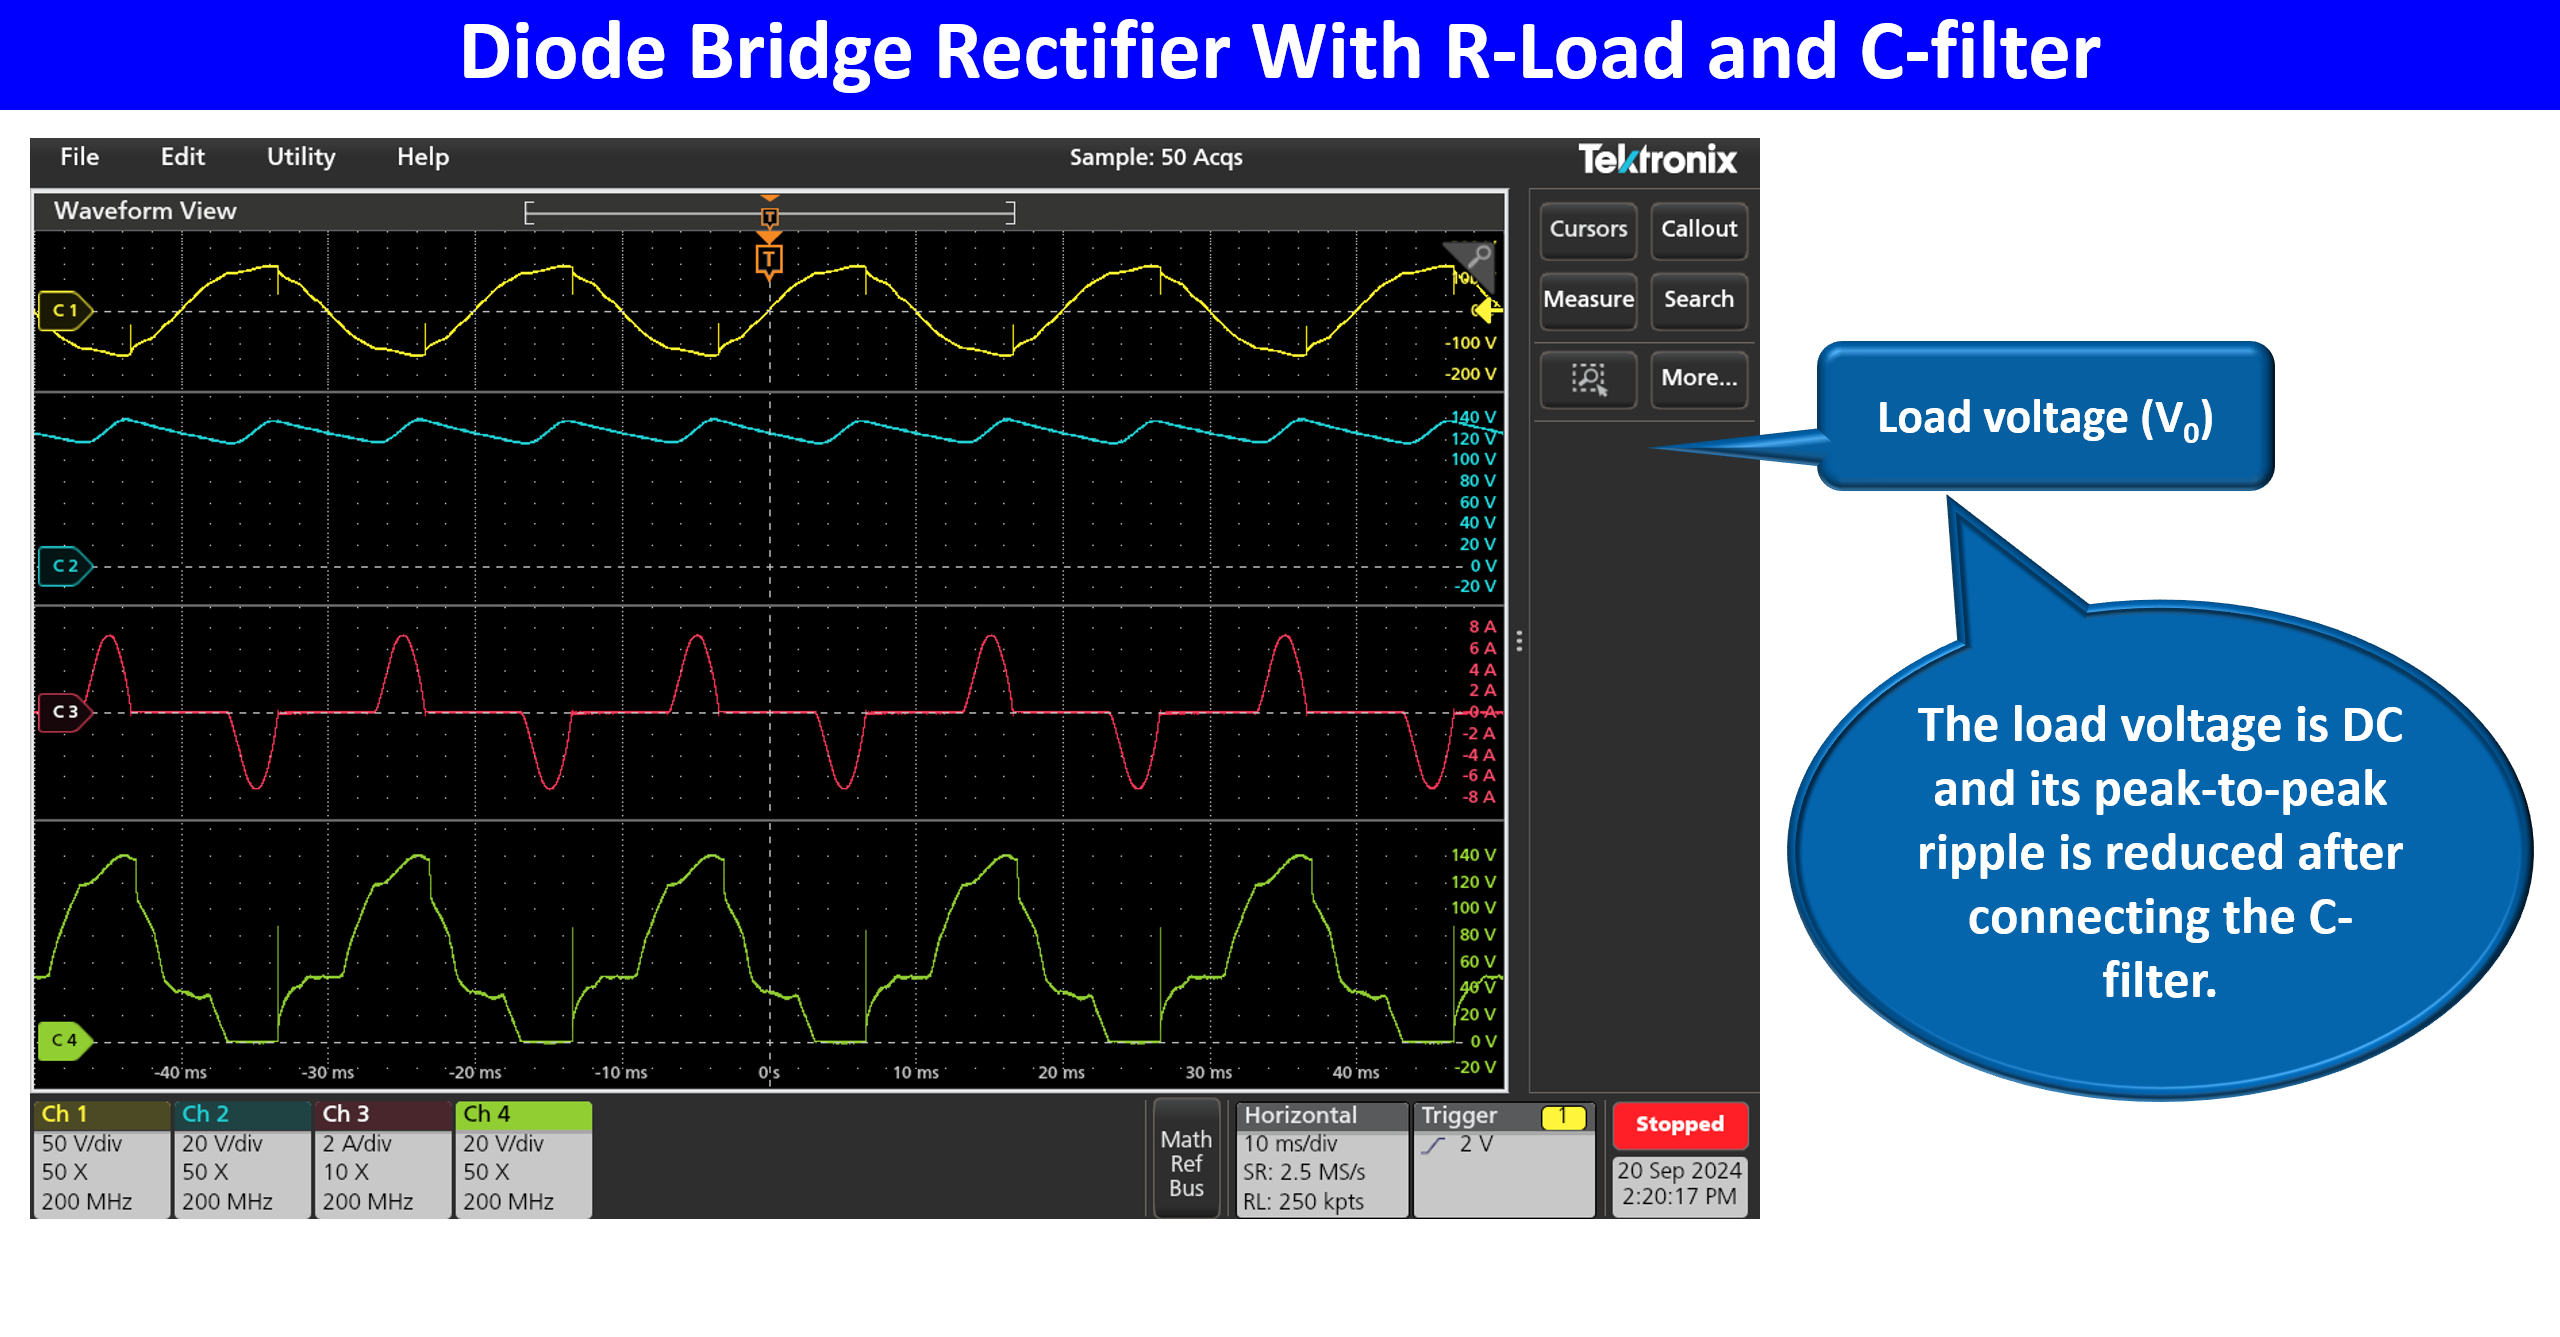 Diode Bridge Rectifier With R-Load and C-filter
File Edit Utility Help Sample: 50 Acqs Tektronix
Waveform View
T
T
Cursors Callout
Measure Search
More...
C 1
-100 V
-200 V
140 V
120 V
100 V
80 V
60 V
40 V
20 V
C 2
0 V
-20 V
8 A
6 A
4 A
2 A
C 3
0 A
-2 A
-4 A
-6 A
-8 A
140 V
120 V
100 V
80 V
60 V
40 V
20 V
C 4
0 V
-20 V
-40 ms -30 ms -20 ms -10 ms 0 s 10 ms 20 ms 30 ms 40 ms
Ch 1
50 V/div
50 X
200 MHz
Ch 2
20 V/div
50 X
200 MHz
Ch 3
2 A/div
10 X
200 MHz
Ch 4
20 V/div
50 X
200 MHz
Math
Ref
Bus
Horizontal
10 ms/div
SR: 2.5 MS/s
RL: 250 kpts
Trigger 1
2 V
Stopped
20 Sep 2024
2:20:17 PM
Load voltage (V0)
The load voltage is DC
and its peak-to-peak
ripple is reduced after
connecting the C-
filter.